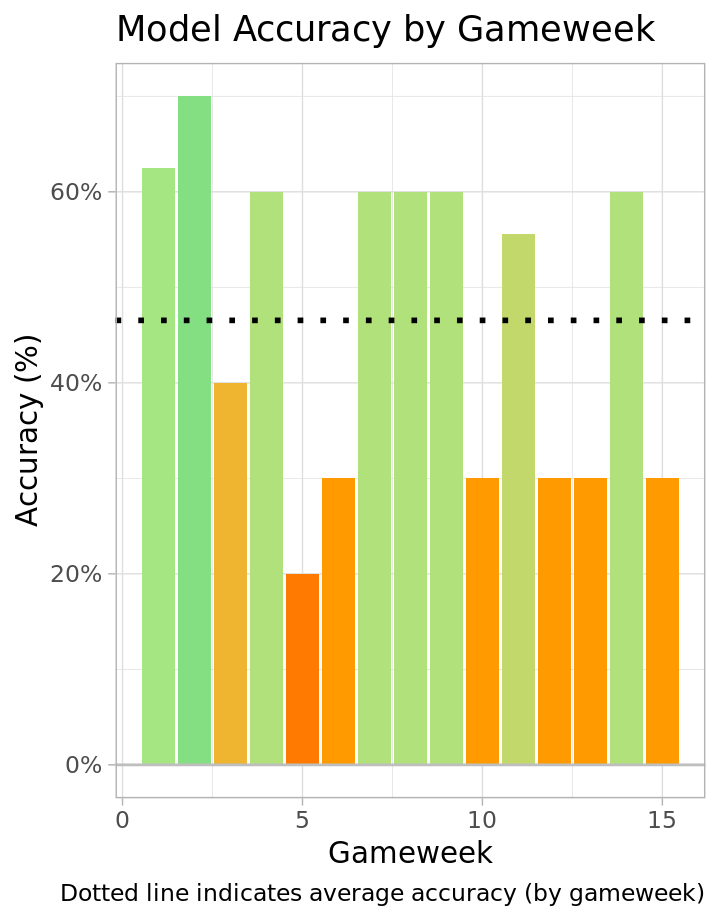 Model Accuracy by Gameweek
Accuracy (%)
60%
40%
20%
0%
0 5 10 15
Gameweek
Dotted line indicates average accuracy (by gameweek)